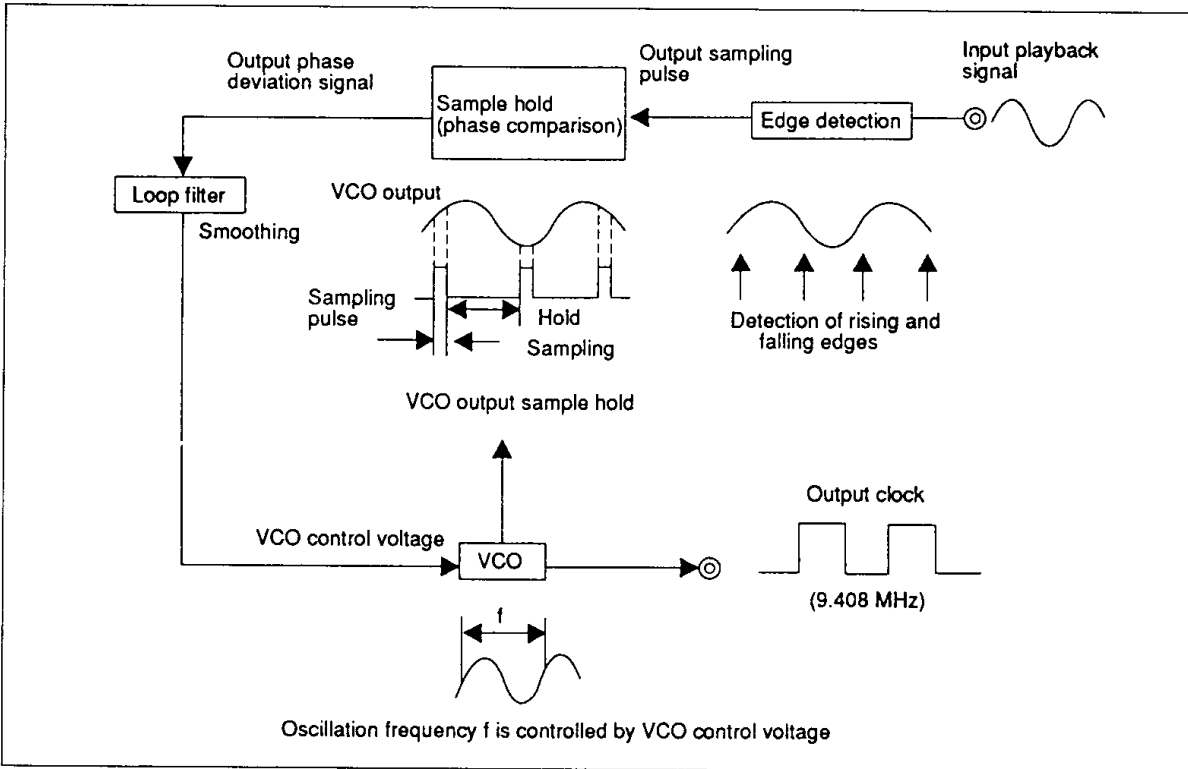 Output phase
deviation signal
Output sampling
pulse
Input playback
signal
Sample hold
(phase comparison)
Edge detection
Loop filter
Smoothing
VCO output
Sampling
pulse
Hold
Sampling
Detection of rising and
falling edges
VCO output sample hold
Output clock
VCO control voltage
VCO
(9.408 MHz)
f
Oscillation frequency f is controlled by VCO control voltage